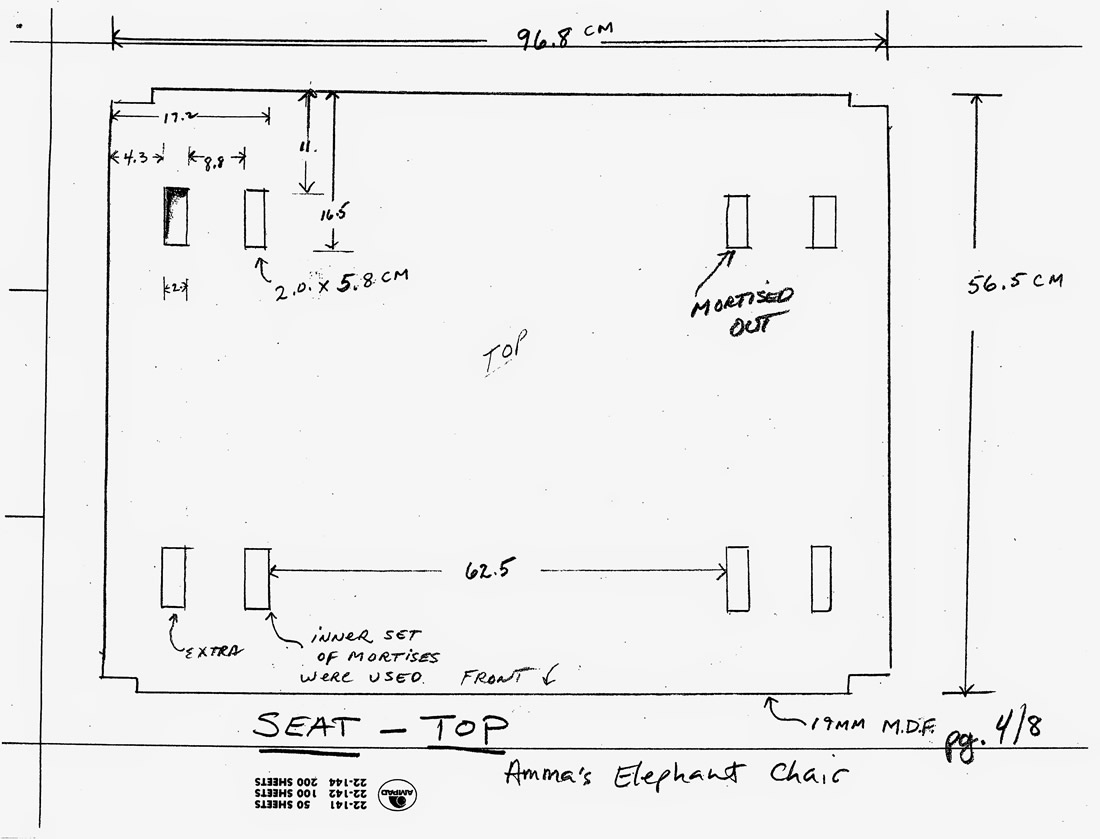 96.8 CM
17.2
4.3
8.8
11.
16.5
2
2.0. x 5.8 CM
MORTISED
OUT
56.5 CM
TOP
62.5
EXTRA
INNER SET
OF MORTISES
WERE USED.
FRONT
19MM M.D.F.
SEAT - TOP
pg. 4/8
Amma's Elephant Chair
22-141 50 SHEETS
22-142 100 SHEETS
22-144 200 SHEETS
AMPAD